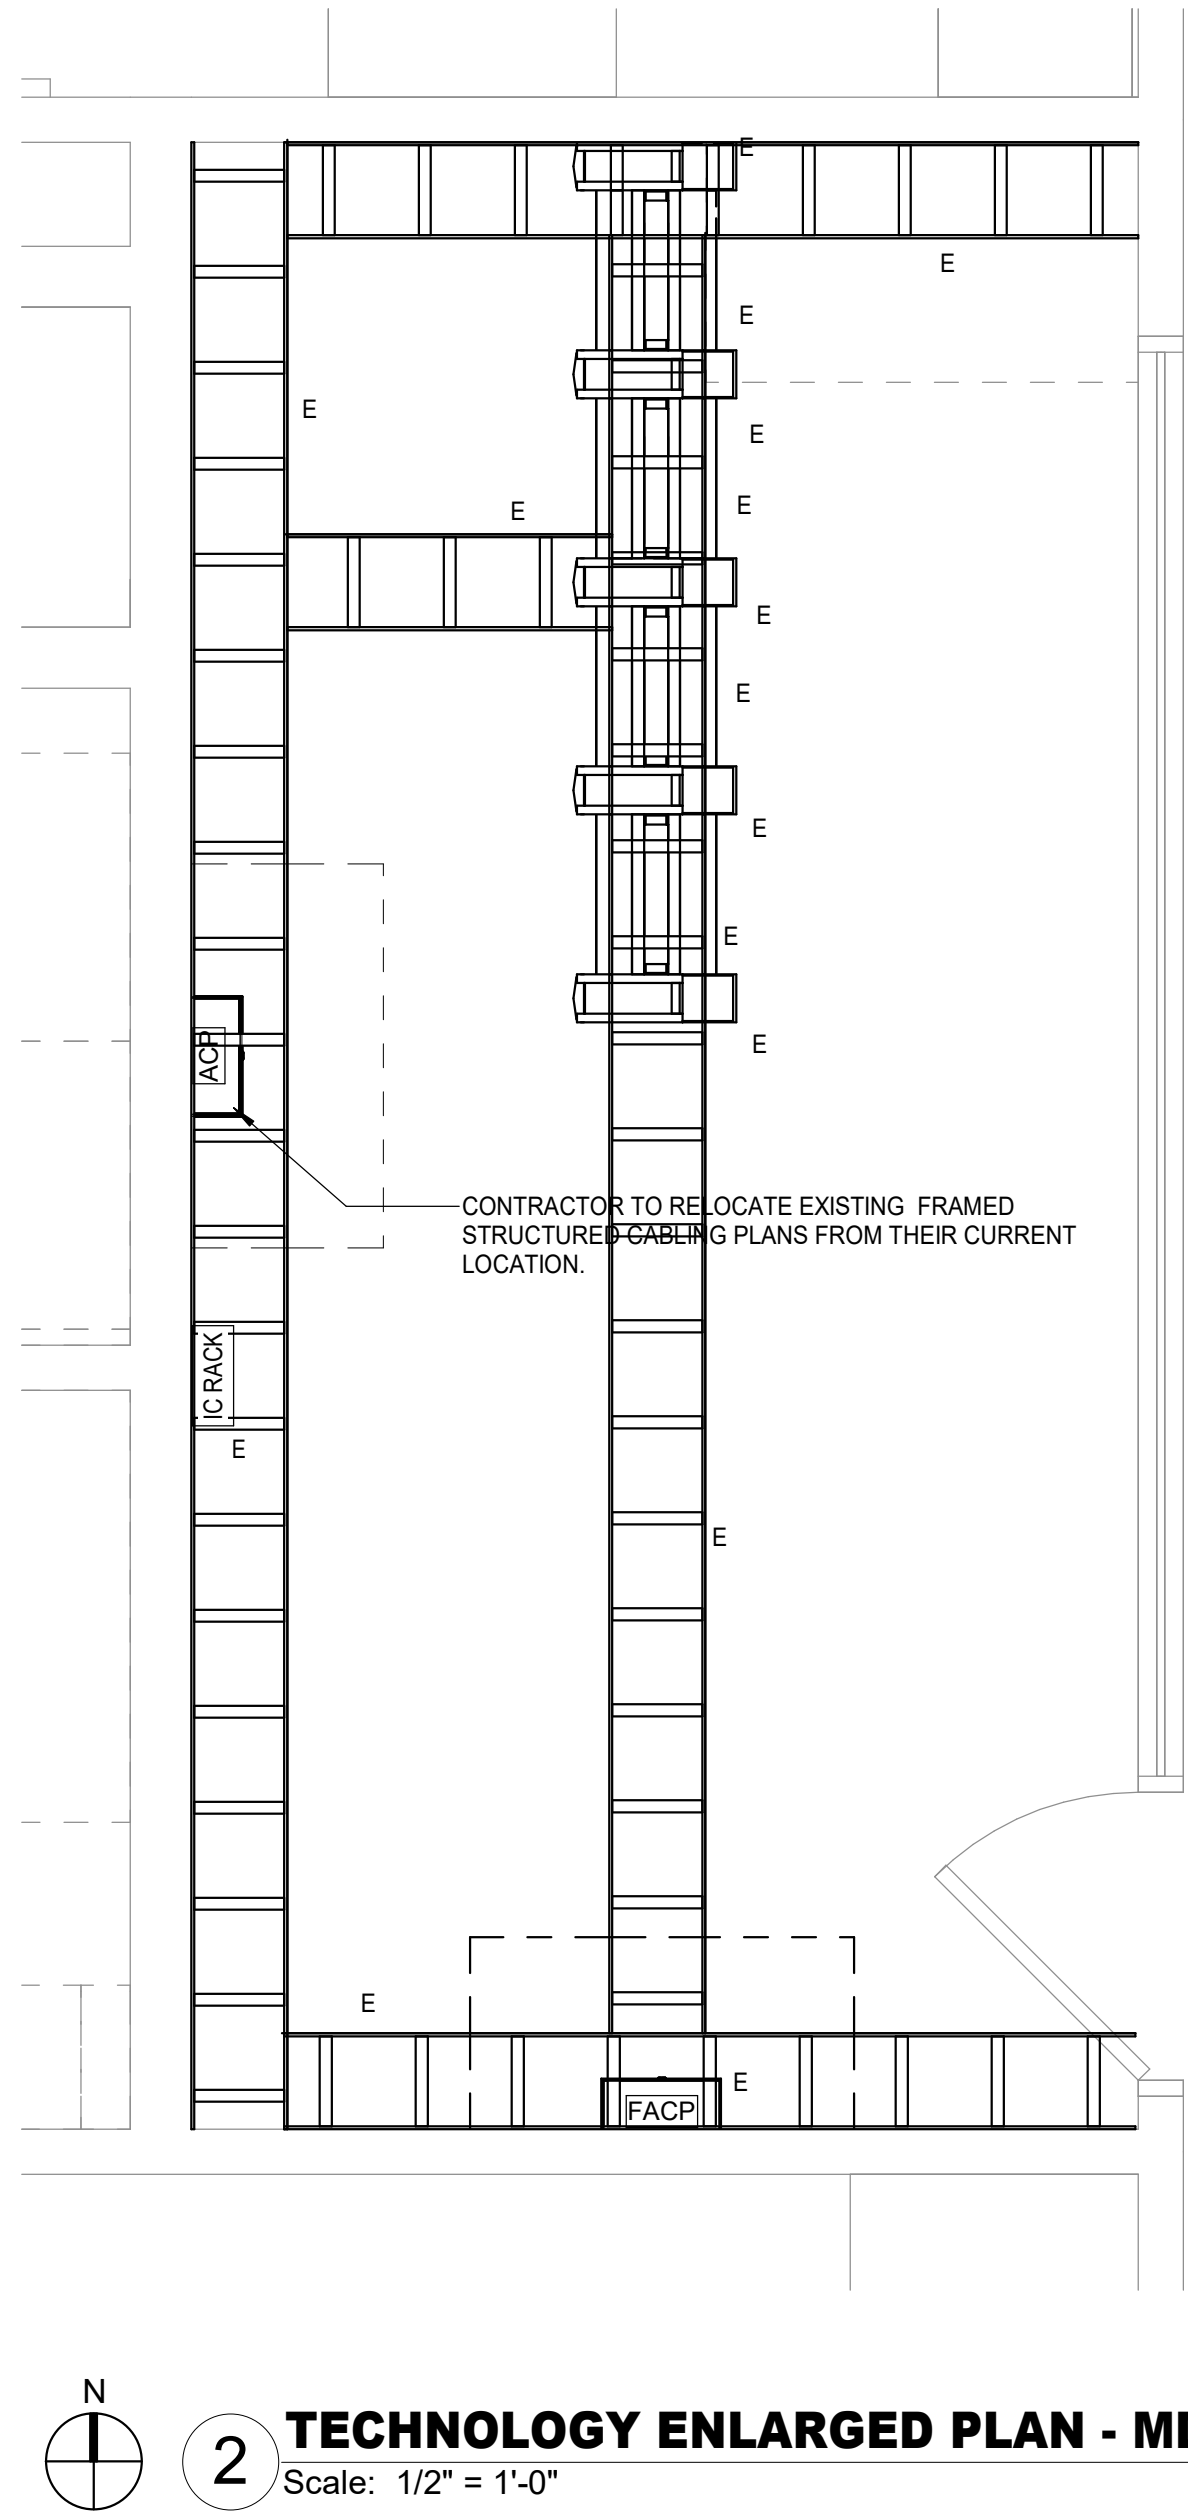 E
E
E
E
E
E
E
E
E
E
E
ACP
E
CONTRACTOR TO RELOCATE EXISTING FRAMED
STRUCTURED CABLING PLANS FROM THEIR CURRENT
LOCATION.
IC RACK
E
E
E
E
FACP
N
2
TECHNOLOGY ENLARGED PLAN -
Scale: 1/2" = 1'-0"